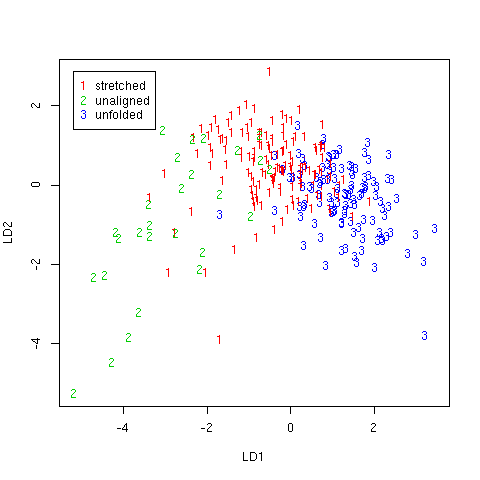 1 stretched
2 unaligned
3 unfolded
2
0
-2
-4
LD2
-4 -2 0 2
LD1